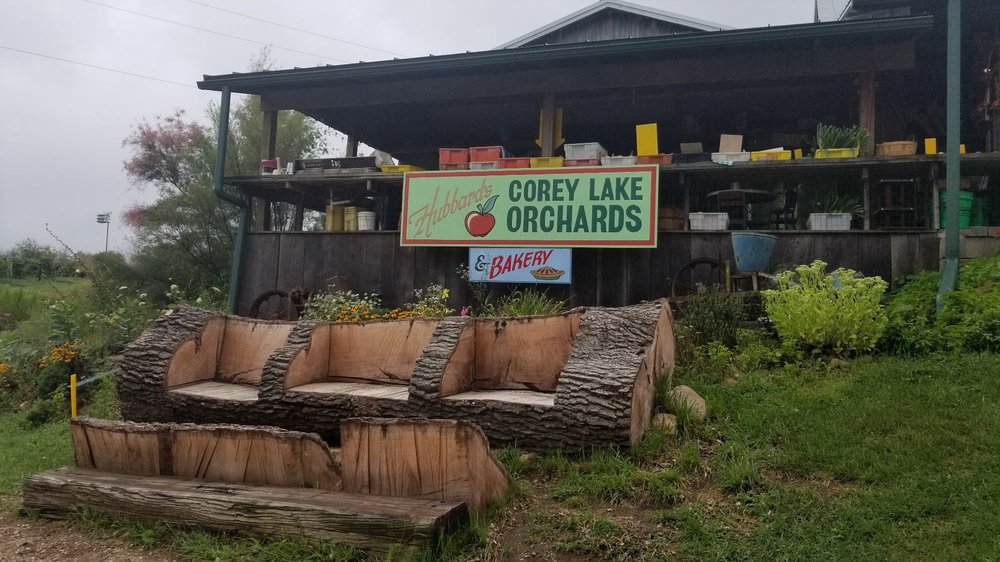 Hubbard's
COREY LAKE
ORCHARDS
& BAKERY